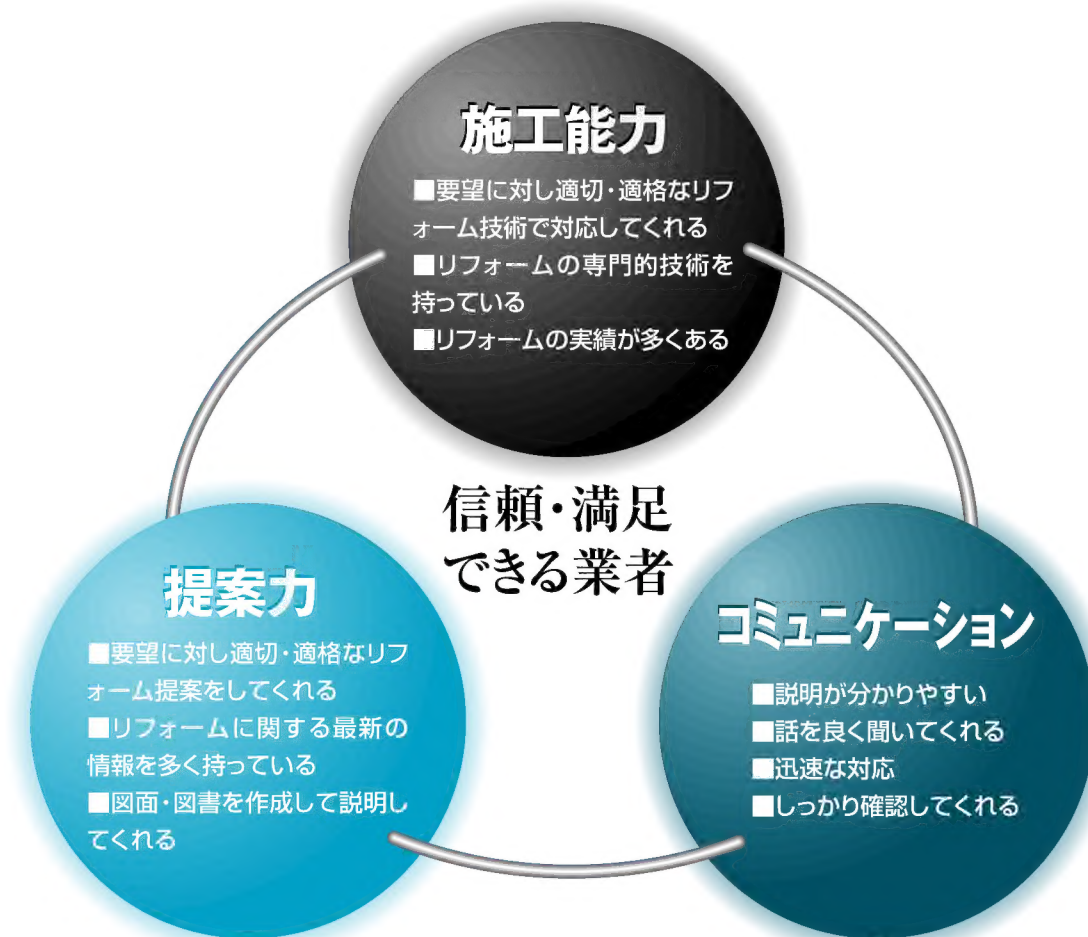 施工能力
■要望に対し適切・適格なリフ
ォーム技術で対応してくれる
■リフォームの専門的技術を
持っている
■リフォームの実績が多くある
信頼・満足
できる業者
提案力
■要望に対し適切・適格なリフ
ォーム提案をしてくれる
■リフォームに関する最新の
情報を多く持っている
■図面・図書を作成して説明し
てくれる
コミュニケーション
■説明が分かりやすい
■話を良く聞いてくれる
■迅速な対応
■しっかり確認してくれる